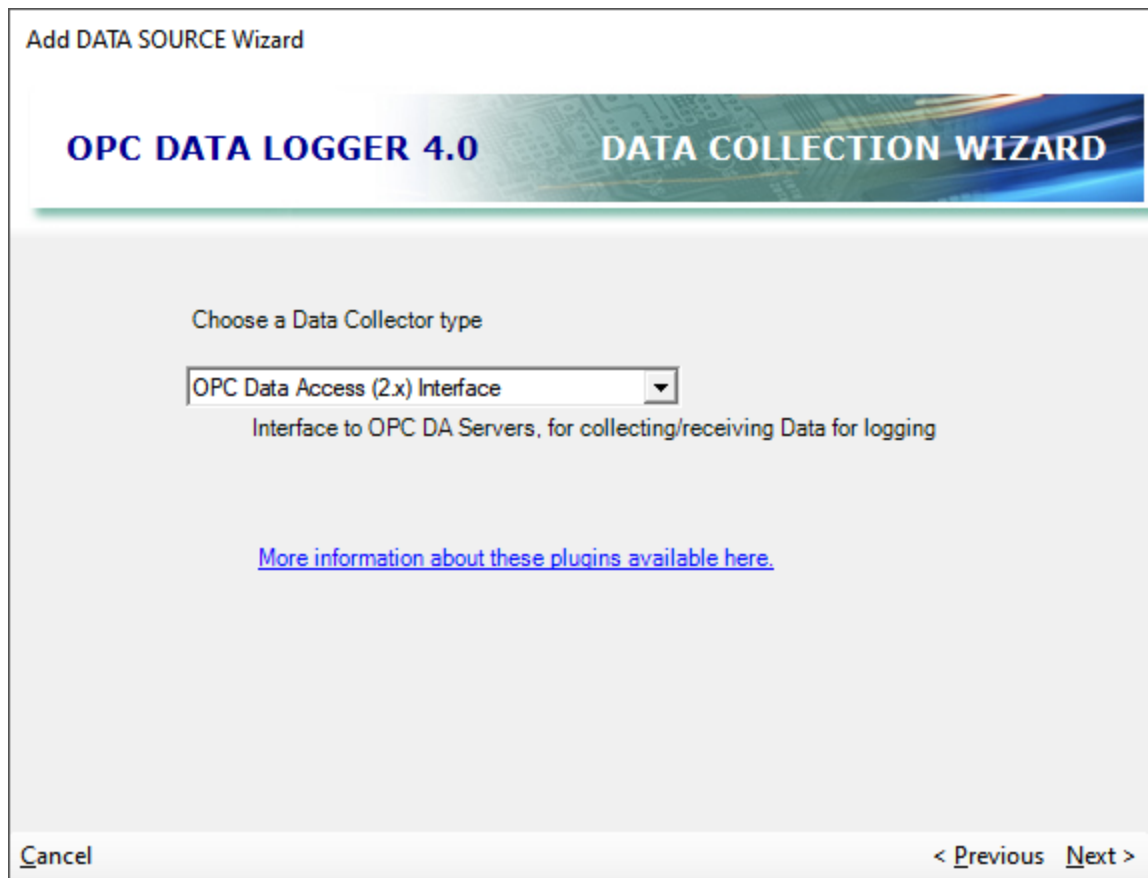 Add DATA SOURCE Wizard
OPC DATA LOGGER 4.0 DATA COLLECTION WIZARD
Choose a Data Collector type
OPC Data Access (2.x) Interface
Interface to OPC DA Servers, for collecting/receiving Data for logging
More information about these plugins available here.
Cancel < Previous Next >